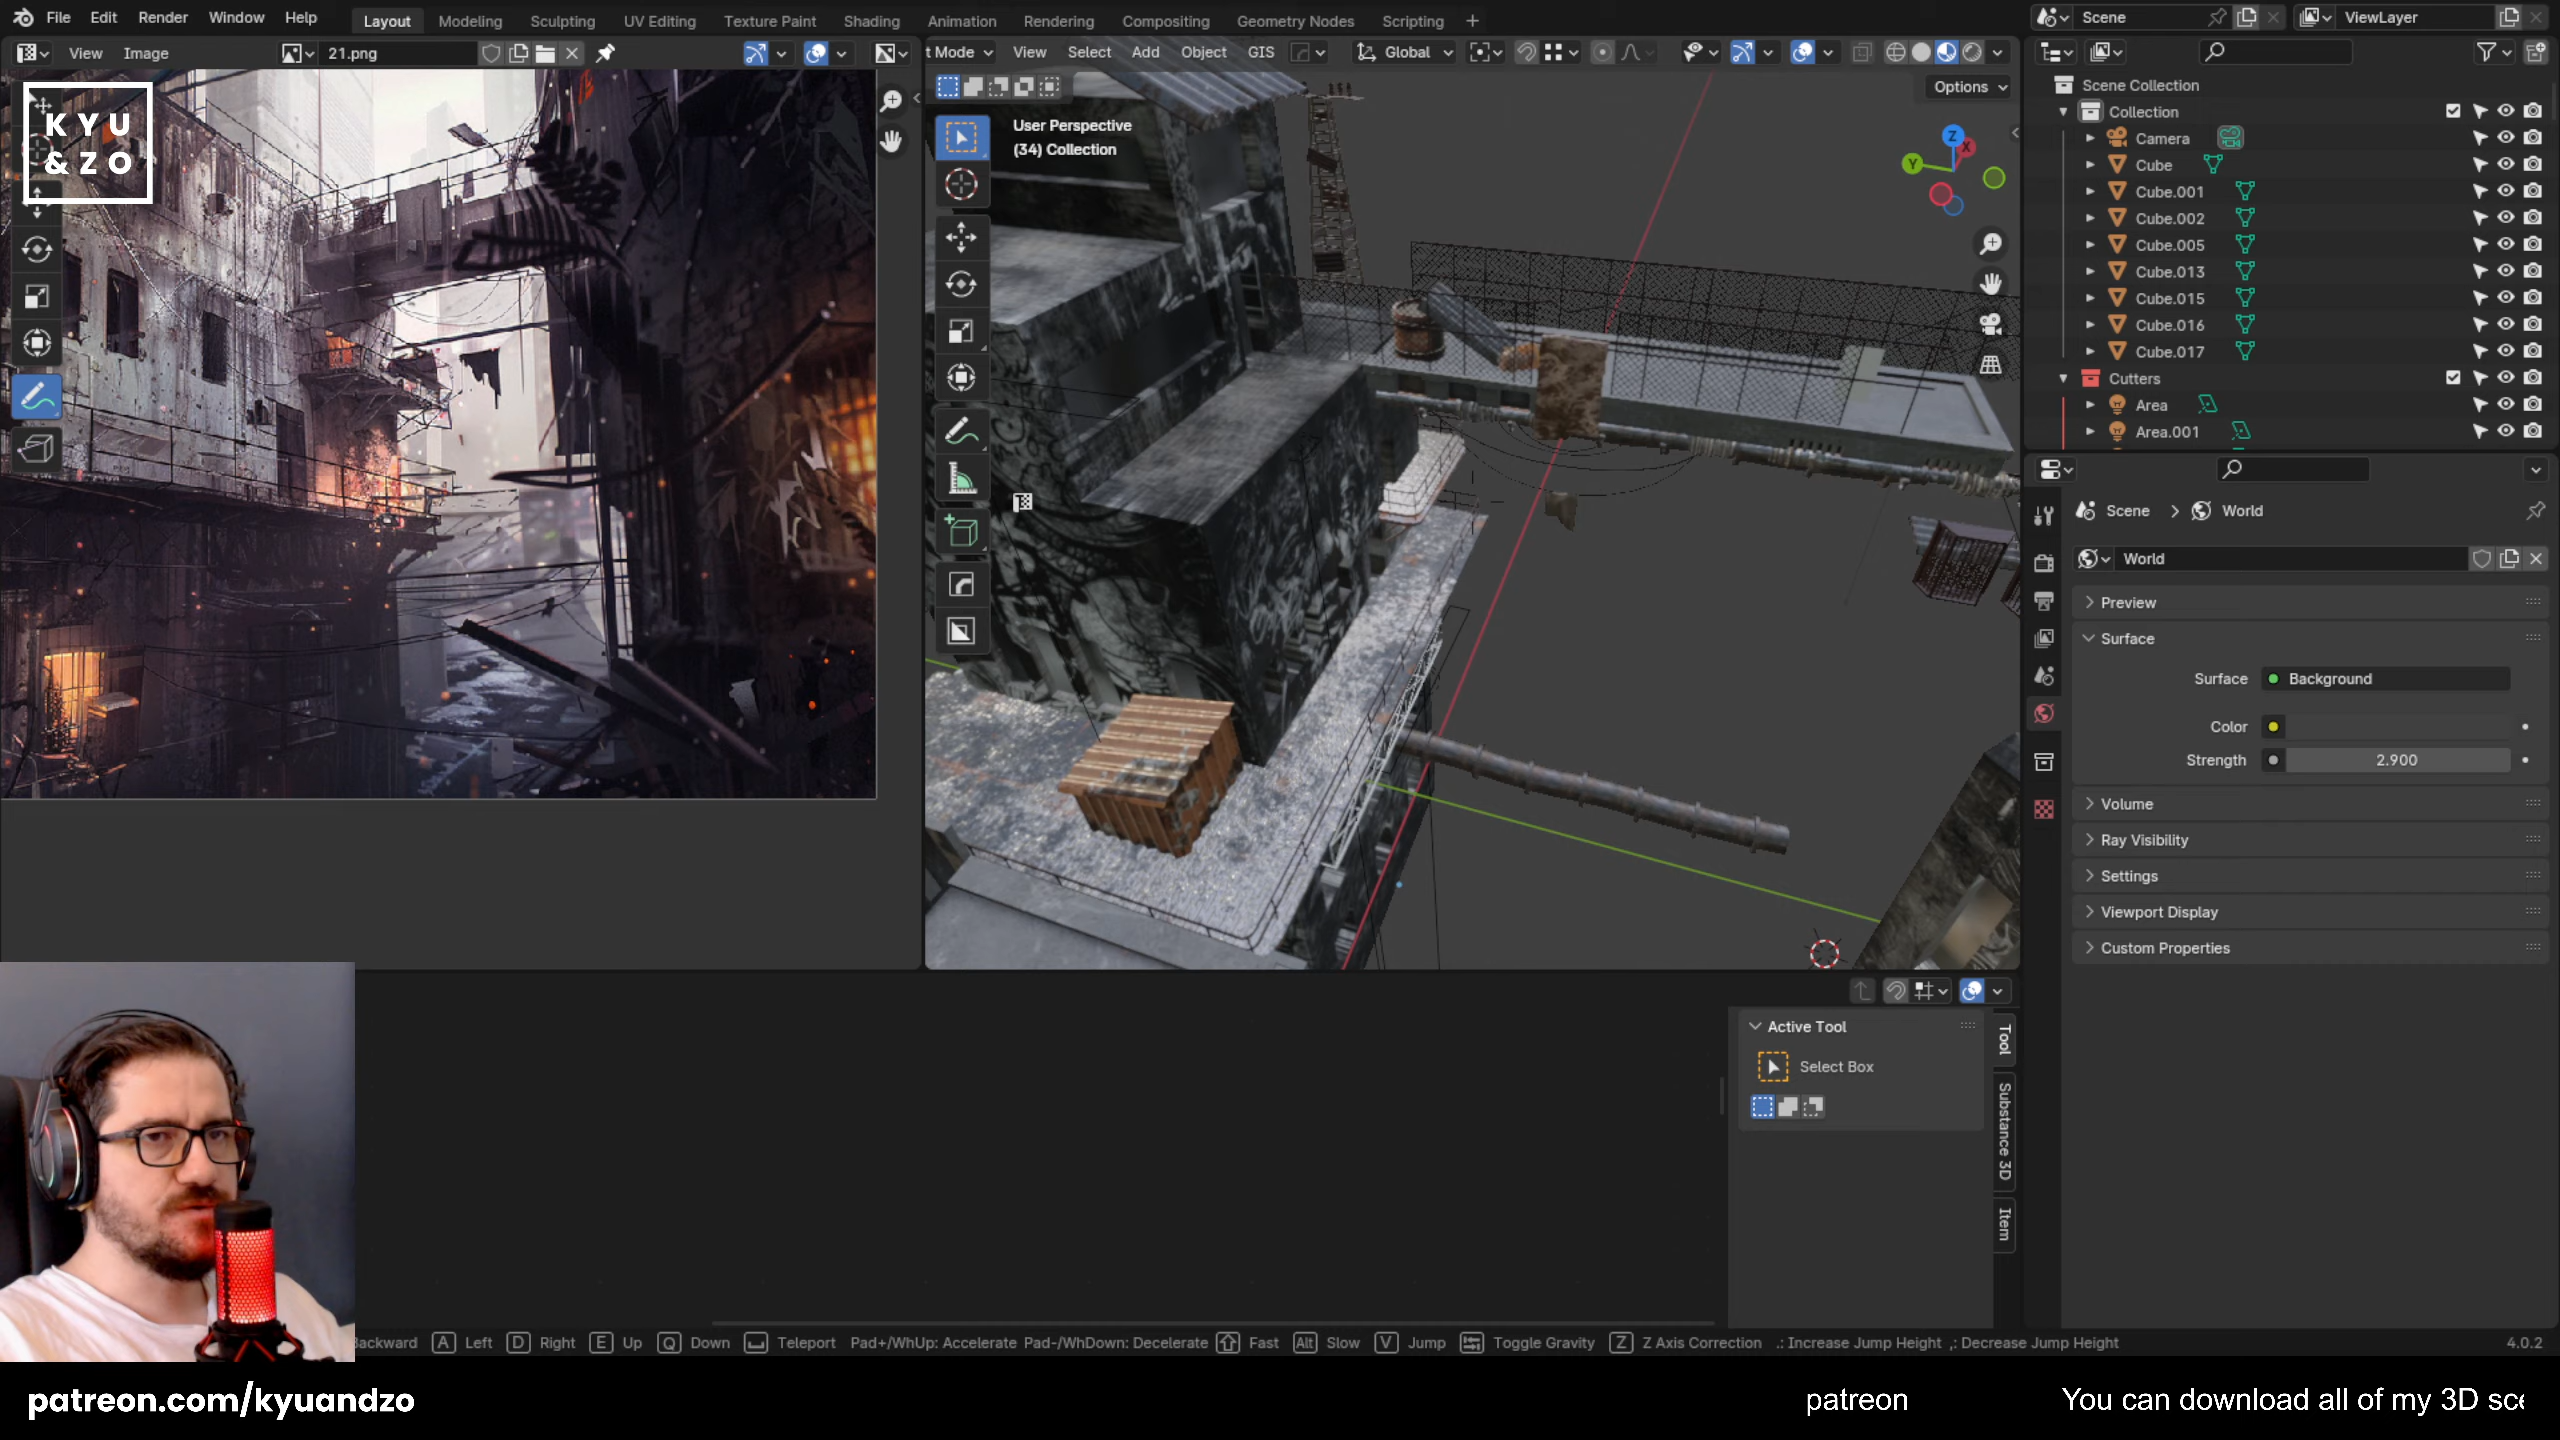 File Edit Render Window Help Layout Modeling Sculpting UV Editing Texture Paint Shading Animation Rendering Compositing Geometry Nodes Scripting + Scene ViewLayer
View Image 21.png t Mode View Select Add Object GIS Global
KYU
&ZO
Options
User Perspective
(34) Collection
Z
X
Y
Scene Collection
Collection
Camera
Cube
Cube.001
Cube.002
Cube.005
Cube.013
Cube.015
Cube.016
Cube.017
Cutters
Area
Area.001
Scene > World
World
Preview
Surface
Surface Background
Color
Strength 2.900
Volume
Ray Visibility
Settings
Viewport Display
Custom Properties
Active Tool
Select Box
Tool
Substance 3D
Item
Backward A Left D Right E Up Q Down Teleport Pad+/WhUp: Accelerate Pad-/WhDown: Decelerate Fast Alt Slow V Jump Toggle Gravity Z Z Axis Correction .: Increase Jump Height ,: Decrease Jump Height 4.0.2
patreon.com/kyuandzo patreon You can download all of my 3D sce